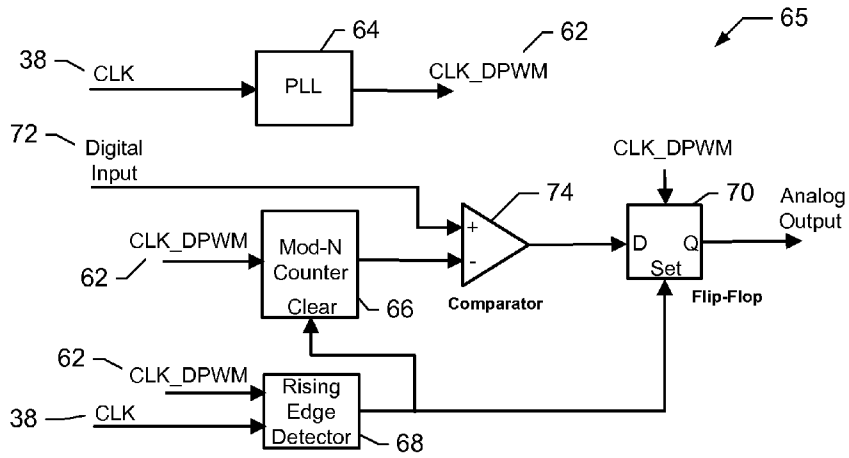 64
62
65
38
CLK
PLL
CLK_DPWM
72
Digital
Input
CLK_DPWM
74
70
Analog
Output
+
-
D
Q
Set
CLK_DPWM
62
Mod-N
Counter
Clear
66
Comparator
Flip-Flop
62
CLK_DPWM
38
CLK
Rising
Edge
Detector
68